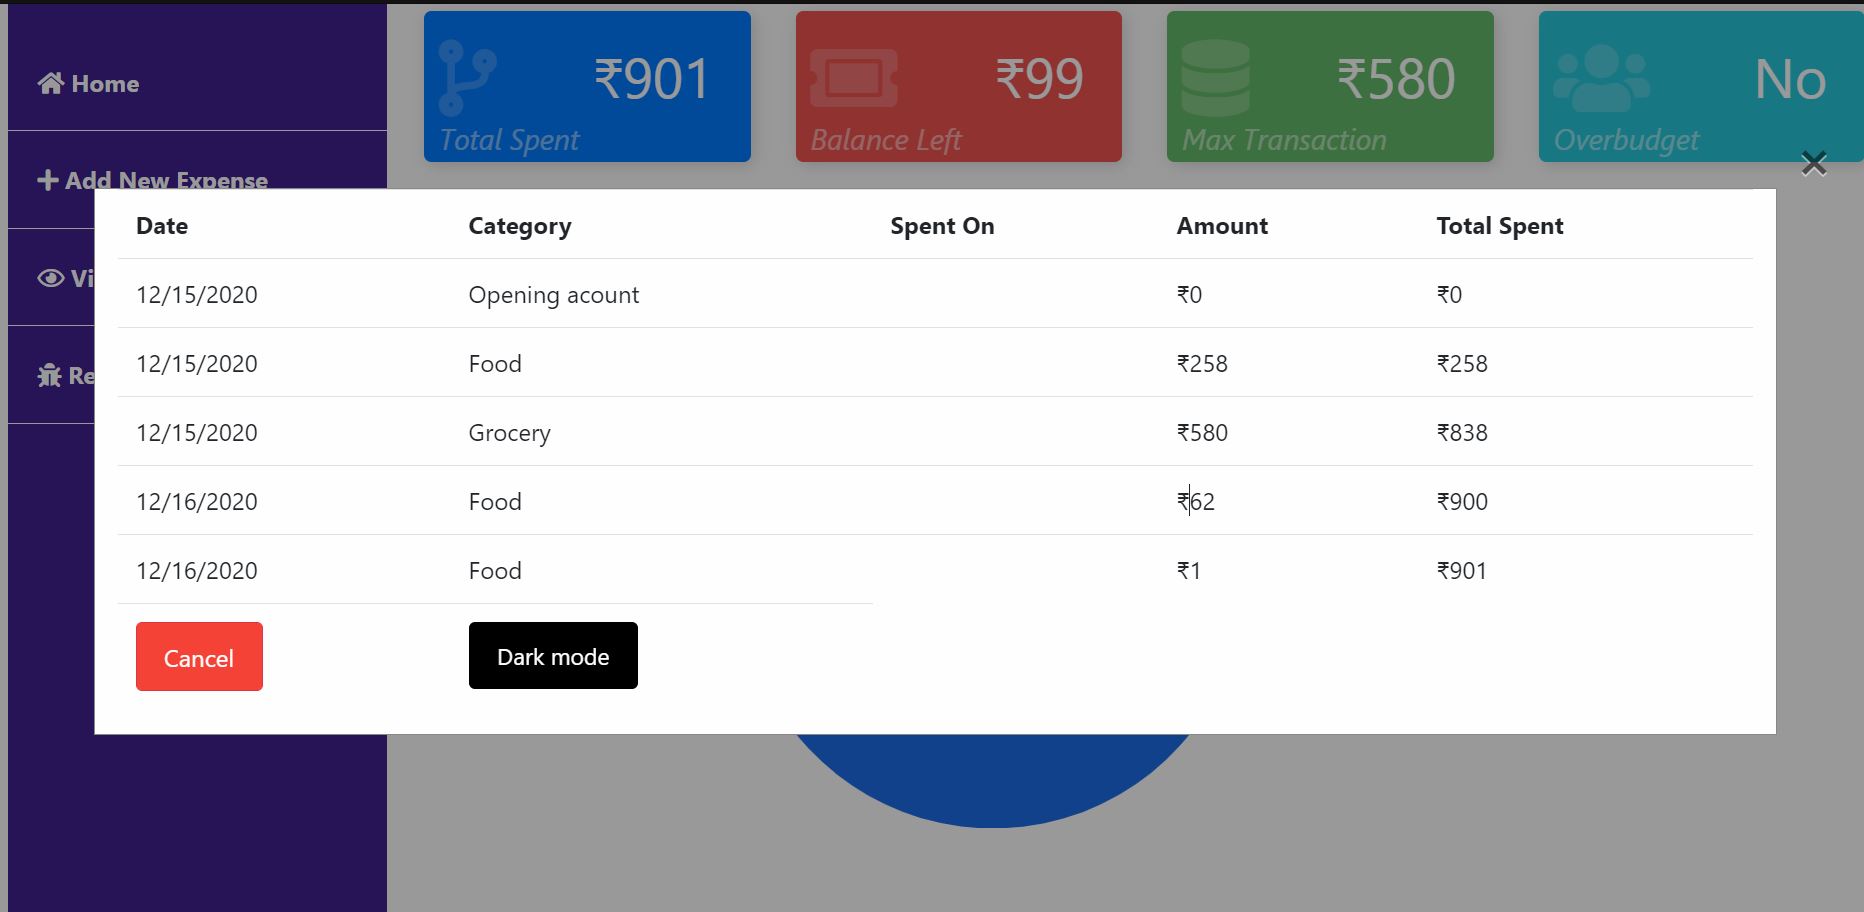 Home
Add New Expense
Vi
Re
₹901
Total Spent
₹99
Balance Left
₹580
Max Transaction
No
Overbudget
×
Date Category Spent On Amount Total Spent
12/15/2020 Opening acount ₹0 ₹0
12/15/2020 Food ₹258 ₹258
12/15/2020 Grocery ₹580 ₹838
12/16/2020 Food ₹62 ₹900
12/16/2020 Food ₹1 ₹901
Cancel Dark mode